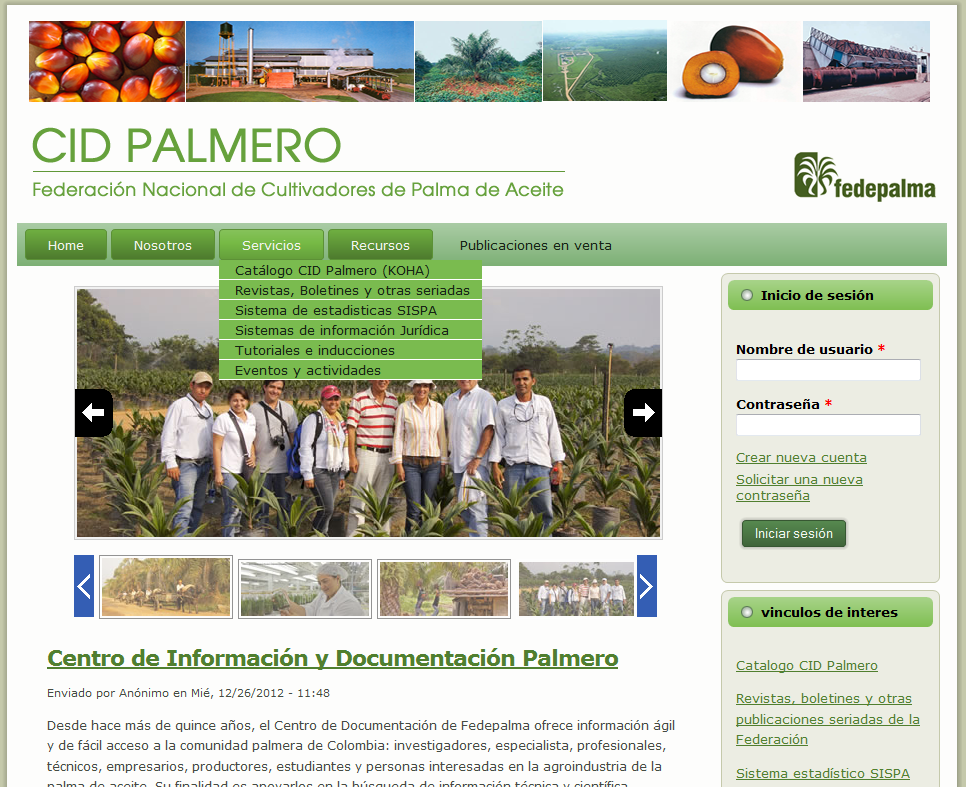 CID PALMERO
Federación Nacional de Cultivadores de Palma de Aceite
fedepalma
Home
Nosotros
Servicios
Recursos
Publicaciones en venta
Catálogo CID Palmero (KOHA)
Revistas, Boletines y otras seriadas
Sistema de estadisticas SISPA
Sistemas de información Jurídica
Tutoriales e inducciones
Eventos y actividades
Inicio de sesión
Nombre de usuario *
Contraseña *
Crear nueva cuenta
Solicitar una nueva
contraseña
Iniciar sesión
vinculos de interes
Catalogo CID Palmero
Revistas, boletines y otras
publicaciones seriadas de la
Federación
Sistema estadístico SISPA
Centro de Información y Documentación Palmero
Enviado por Anónimo en Mié, 12/26/2012 - 11:48
Desde hace más de quince años, el Centro de Documentación de Fedepalma ofrece información ágil
y de fácil acceso a la comunidad palmera de Colombia: investigadores, especialista, profesionales,
técnicos, empresarios, productores, estudiantes y personas interesadas en la agroindustria de la
palma de aceite. Su finalidad es apoyarlos en la búsqueda de información técnica y científica